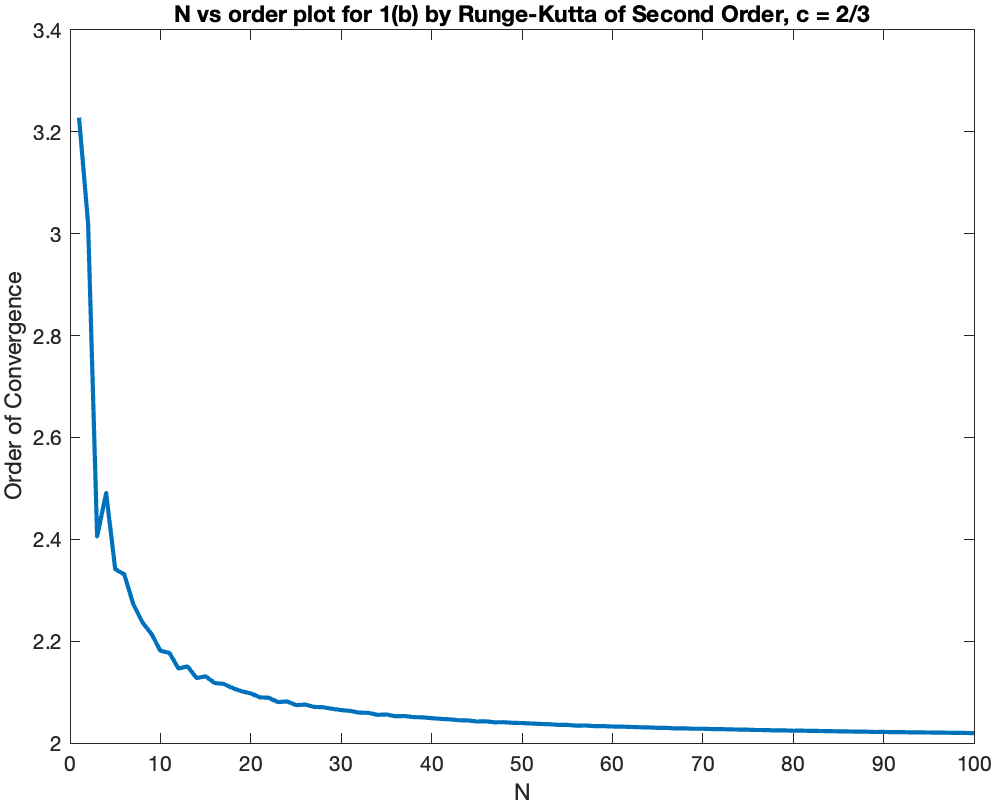 N vs order plot for 1(b) by Runge-Kutta of Second Order, c = 2/3
Order of Convergence
3.4
3.2
3
2.8
2.6
2.4
2.2
2
0 10 20 30 40 50 60 70 80 90 100
N